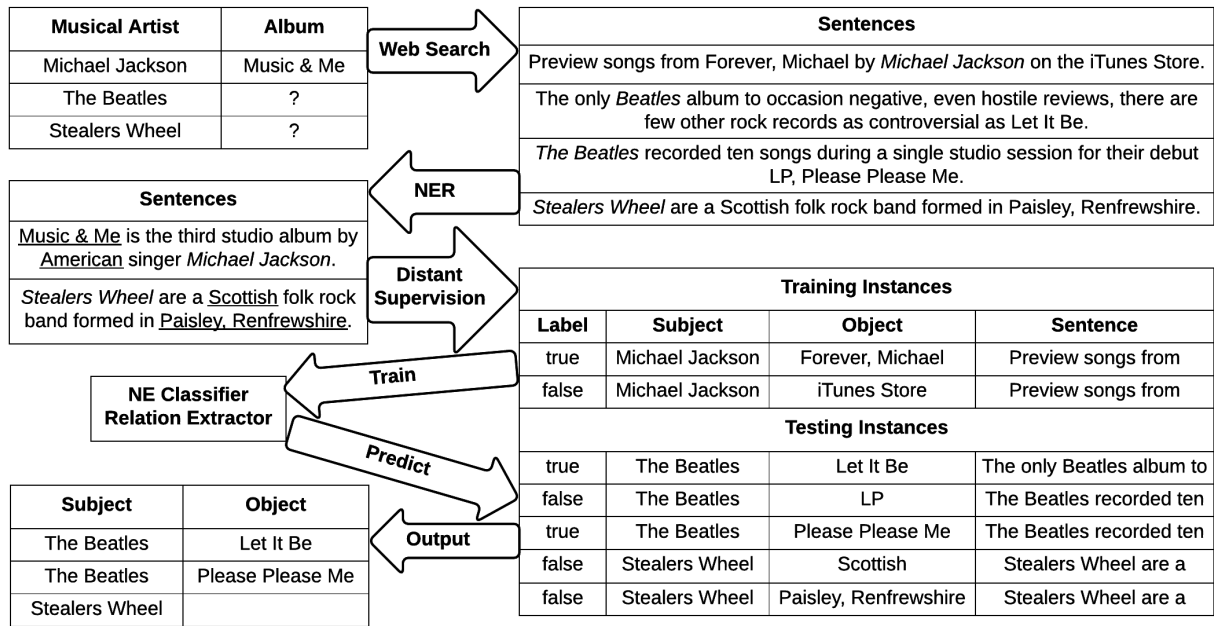 Musical Artist Album
Michael Jackson Music & Me
The Beatles ?
Stealers Wheel ?
Web Search
Sentences
Preview songs from Forever, Michael by Michael Jackson on the iTunes Store.
The only Beatles album to occasion negative, even hostile reviews, there are
few other rock records as controversial as Let It Be.
The Beatles recorded ten songs during a single studio session for their debut
LP, Please Please Me.
Stealers Wheel are a Scottish folk rock band formed in Paisley, Renfrewshire.
NER
Sentences
Music & Me is the third studio album by
American singer Michael Jackson.
Stealers Wheel are a Scottish folk rock
band formed in Paisley, Renfrewshire.
Distant
Supervision
Training Instances
Label Subject Object Sentence
true Michael Jackson Forever, Michael Preview songs from
false Michael Jackson iTunes Store Preview songs from
Train
NE Classifier
Relation Extractor
Predict
Testing Instances
true The Beatles Let It Be The only Beatles album to
false The Beatles LP The Beatles recorded ten
true The Beatles Please Please Me The Beatles recorded ten
false Stealers Wheel Scottish Stealers Wheel are a
false Stealers Wheel Paisley, Renfrewshire Stealers Wheel are a
Output
Subject Object
The Beatles Let It Be
The Beatles Please Please Me
Stealers Wheel